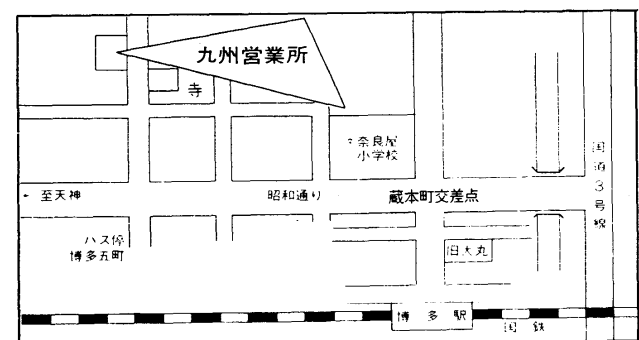 九州営業所
寺
奈良屋
小学校
国道3号線
← 至天神
昭和通り
蔵本町交差点
バス停
博多五町
旧大丸
博多駅
国鉄